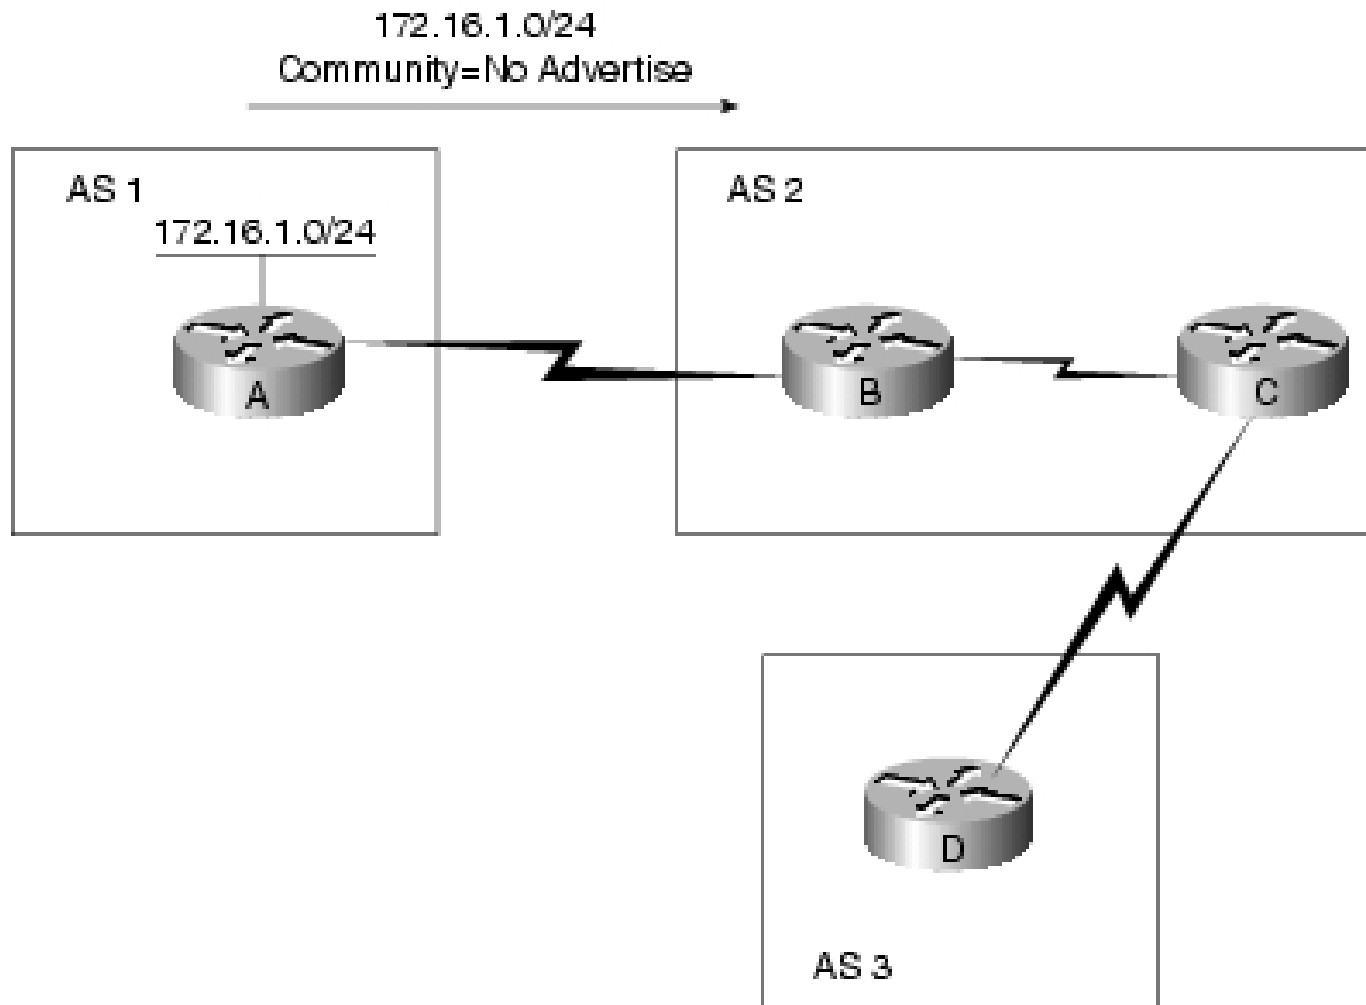 172.16.1.0/24
Community=No Advertise
AS 1
172.16.1.0/24
AS 2
A
B
C
D
AS 3